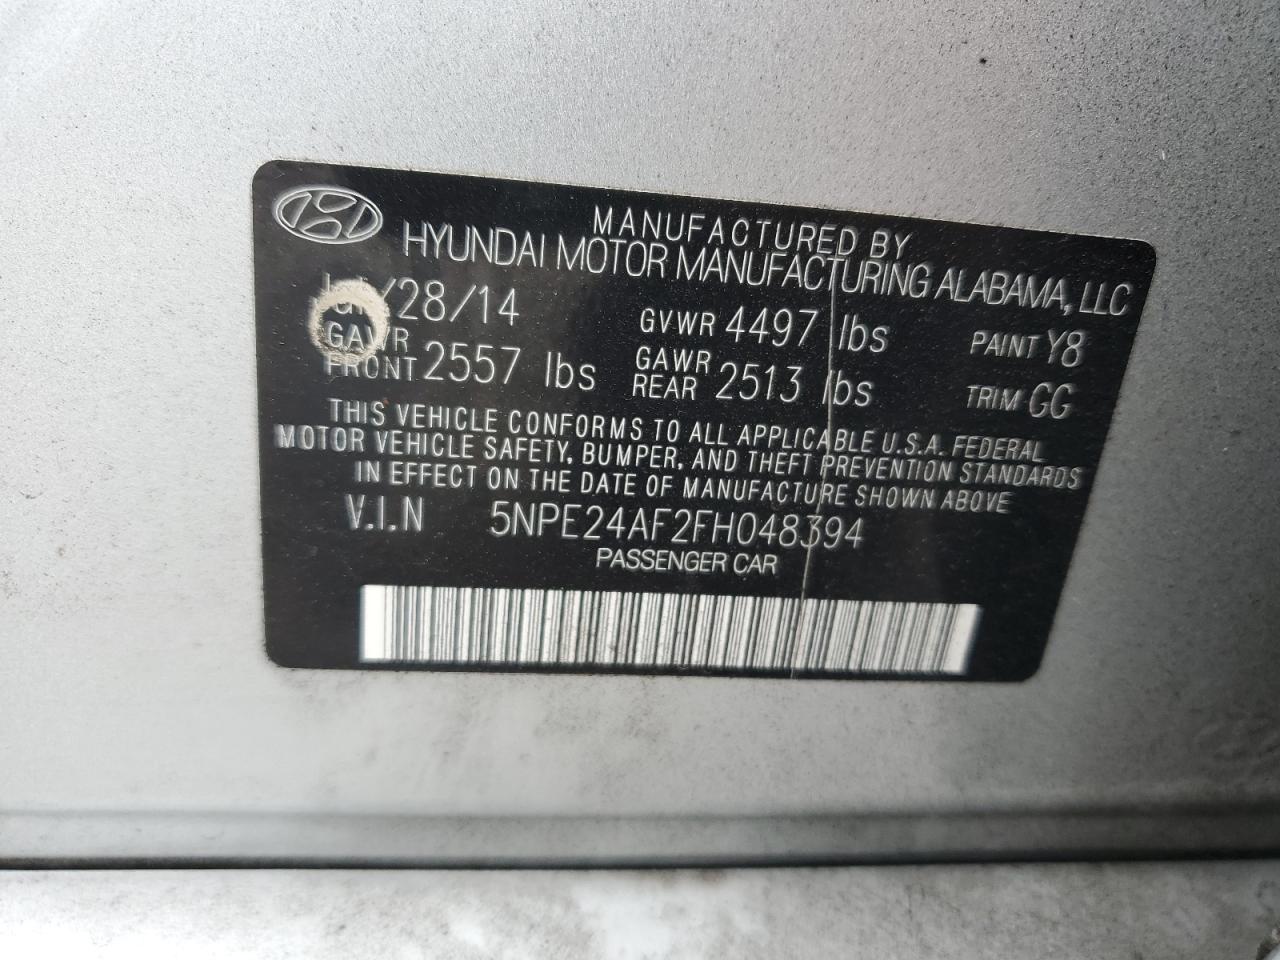 MANUFACTURED BY
HYUNDAI MOTOR MANUFACTURING ALABAMA, LLC
/28/14 GVWR 4497 lbs PAINT Y8
GAWR FRONT 2557 lbs GAWR REAR 2513 lbs TRIM GG
THIS VEHICLE CONFORMS TO ALL APPLICABLE U.S.A. FEDERAL
MOTOR VEHICLE SAFETY, BUMPER, AND THEFT PREVENTION STANDARDS
IN EFFECT ON THE DATE OF MANUFACTURE SHOWN ABOVE
V.I.N 5NPE24AF2FH048394
PASSENGER CAR